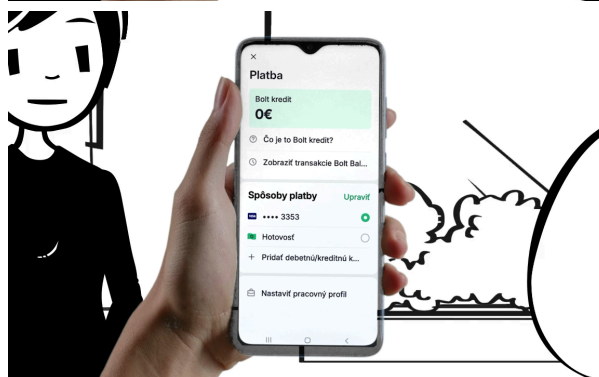 Platba
Bolt kredit
0€
Čo je to Bolt kredit?
Zobraziť transakcie Bolt Bal...
Spôsoby platby Upraviť
VISA •••• 3353
Hotovosť
+ Pridať debetnú/kreditnú k...
Nastaviť pracovný profil